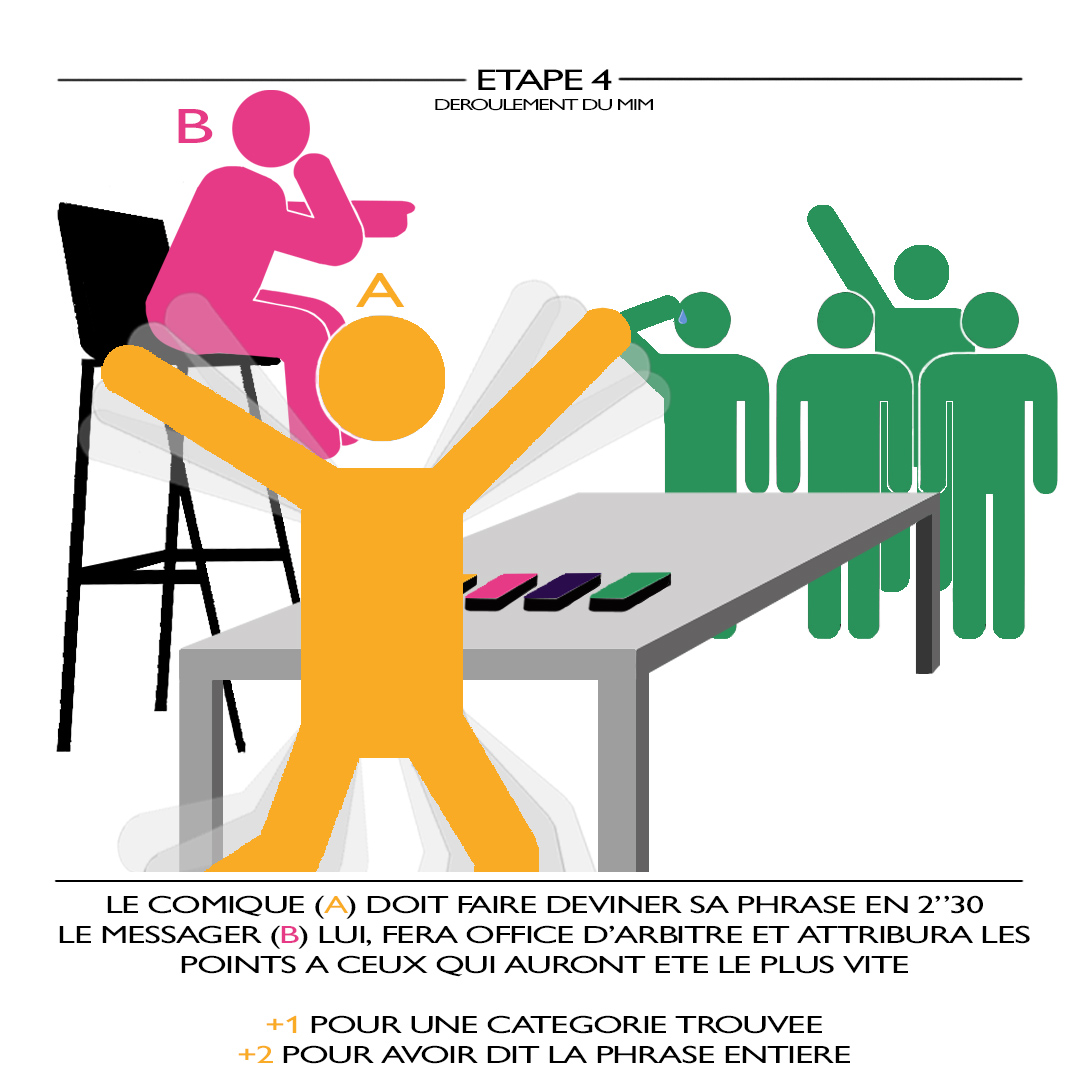 ETAPE 4
DEROULEMENT DU MIM
B
A
LE COMIQUE (A) DOIT FAIRE DEVINER SA PHRASE EN 2’’30
LE MESSAGER (B) LUI, FERA OFFICE D’ARBITRE ET ATTRIBURA LES
POINTS A CEUX QUI AURONT ETE LE PLUS VITE
+1 POUR UNE CATEGORIE TROUVEE
+2 POUR AVOIR DIT LA PHRASE ENTIERE